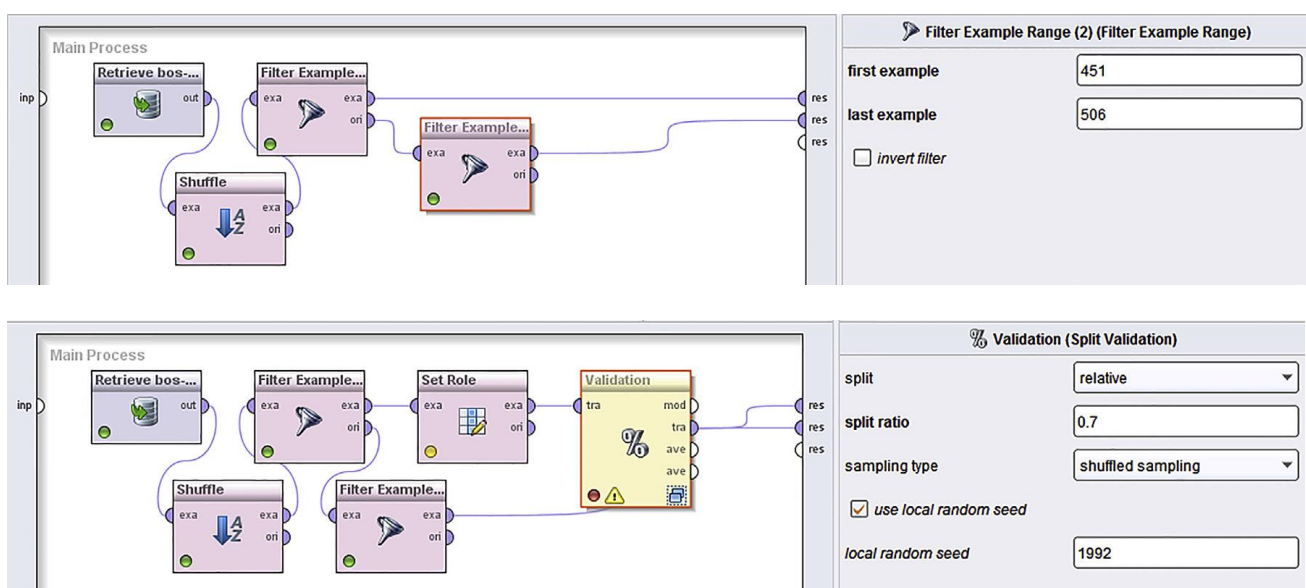 Main Process
Retrieve bos-...
Filter Example...
inp
out
exa
exa
res
ori
res
Filter Example...
res
exa
exa
ori
Shuffle
exa
exa
ori
Filter Example Range (2) (Filter Example Range)
first example
451
last example
506
invert filter
Main Process
Retrieve bos-...
Filter Example...
Set Role
Validation
inp
out
exa
exa
exa
exa
tra
mod
res
ori
ori
tra
res
ave
res
ave
Shuffle
Filter Example...
exa
exa
exa
exa
ori
ori
Validation (Split Validation)
split
relative
split ratio
0.7
sampling type
shuffled sampling
use local random seed
local random seed
1992